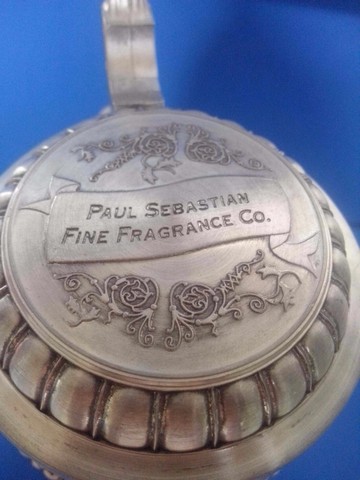 PAUL SEBASTIAN
FINE FRAGRANCE CO.